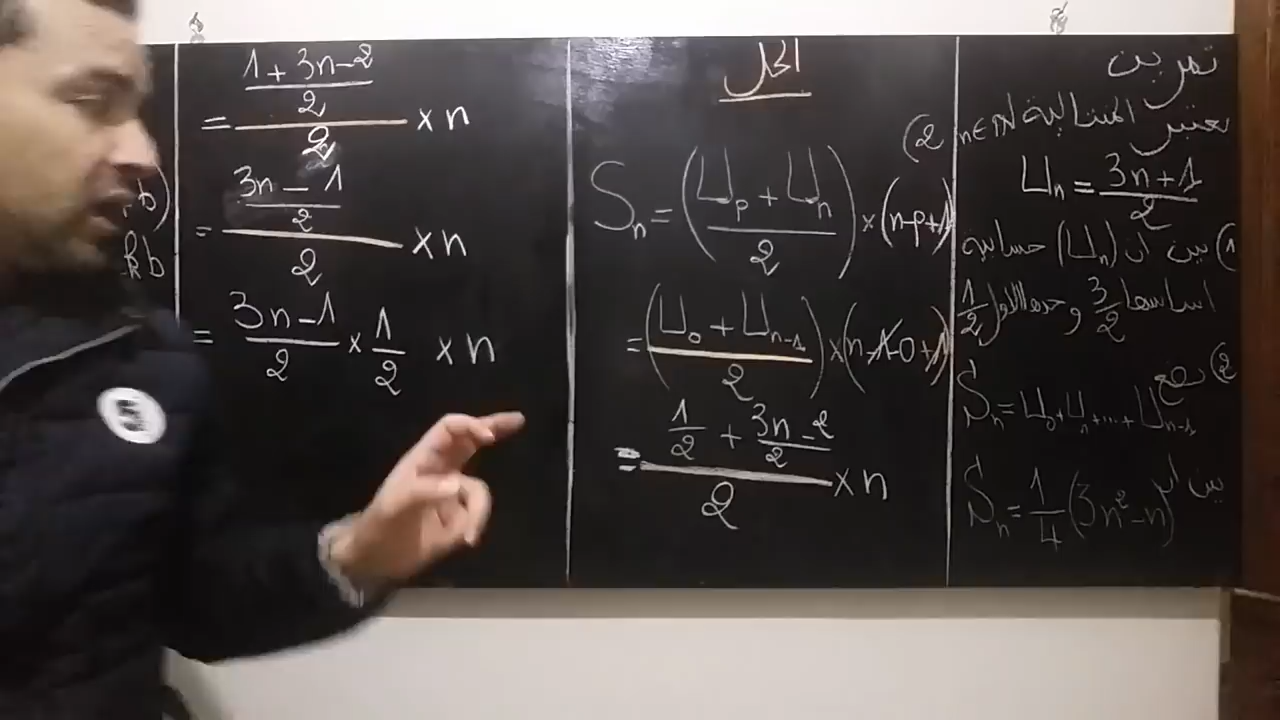 تمرين
نعتبر المتتالية n∈ℕ
Uₙ = (3n+1)/2
1) بين أن (Uₙ) حسابية
أساسها 3/2 وحدها الأول 1/2
2) نضع
Sₙ = U₀ + Uₙ + ... + Uₙ₋₁
بين أن
Sₙ = 1/4 (3n² - n)
الحل
2)
Sₙ = ((Uₚ + Uₙ)/2) × (n-p+1)
= ((U₀ + Uₙ₋₁)/2) × (n-1-0+1)
= (1/2 + (3n-2)/2)/2 × n
= ((1+3n-2)/2)/2 × n
= ((3n-1)/2)/2 × n
= (3n-1)/2 × 1/2 × n
b)
b